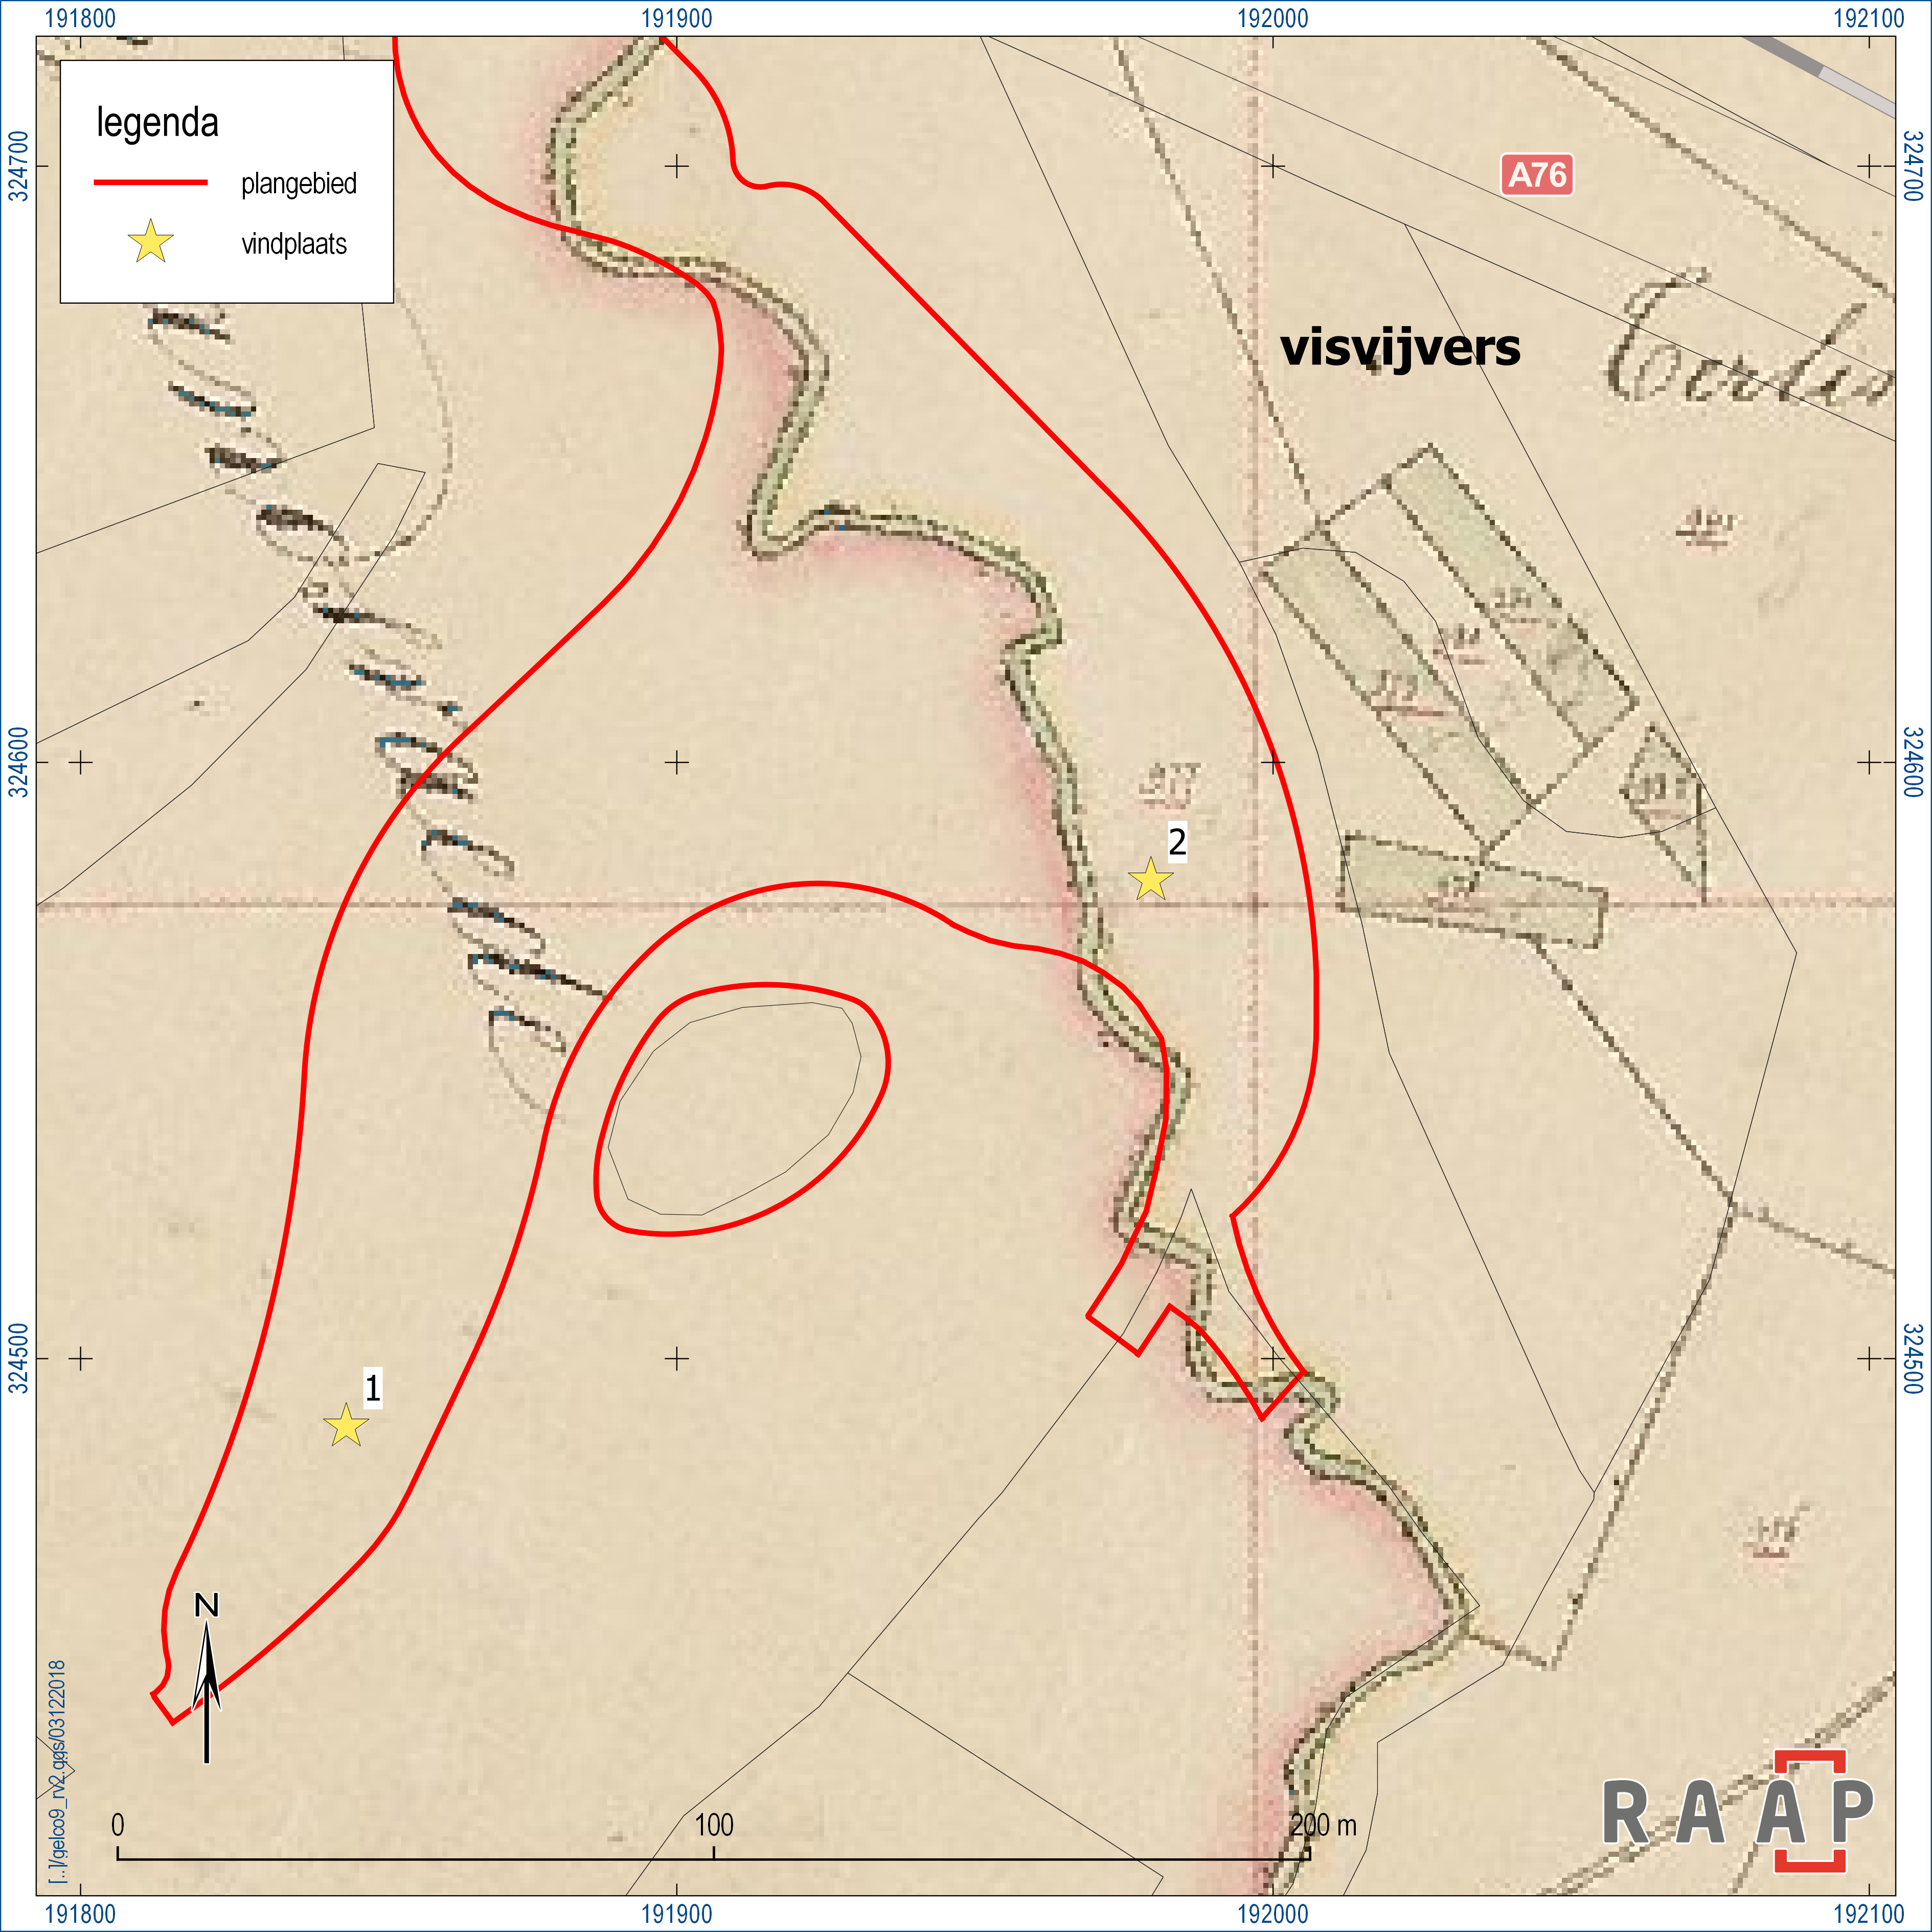 191800 191900 192000 192100
legenda
plangebied
vindplaats
324700
324700
A76
visvijvers
324600
324600
2
1
324500
324500
N
[..]/gelco9_rv2.qgs/03122018
0 100 200 m
RAAP
191800 191900 192000 192100